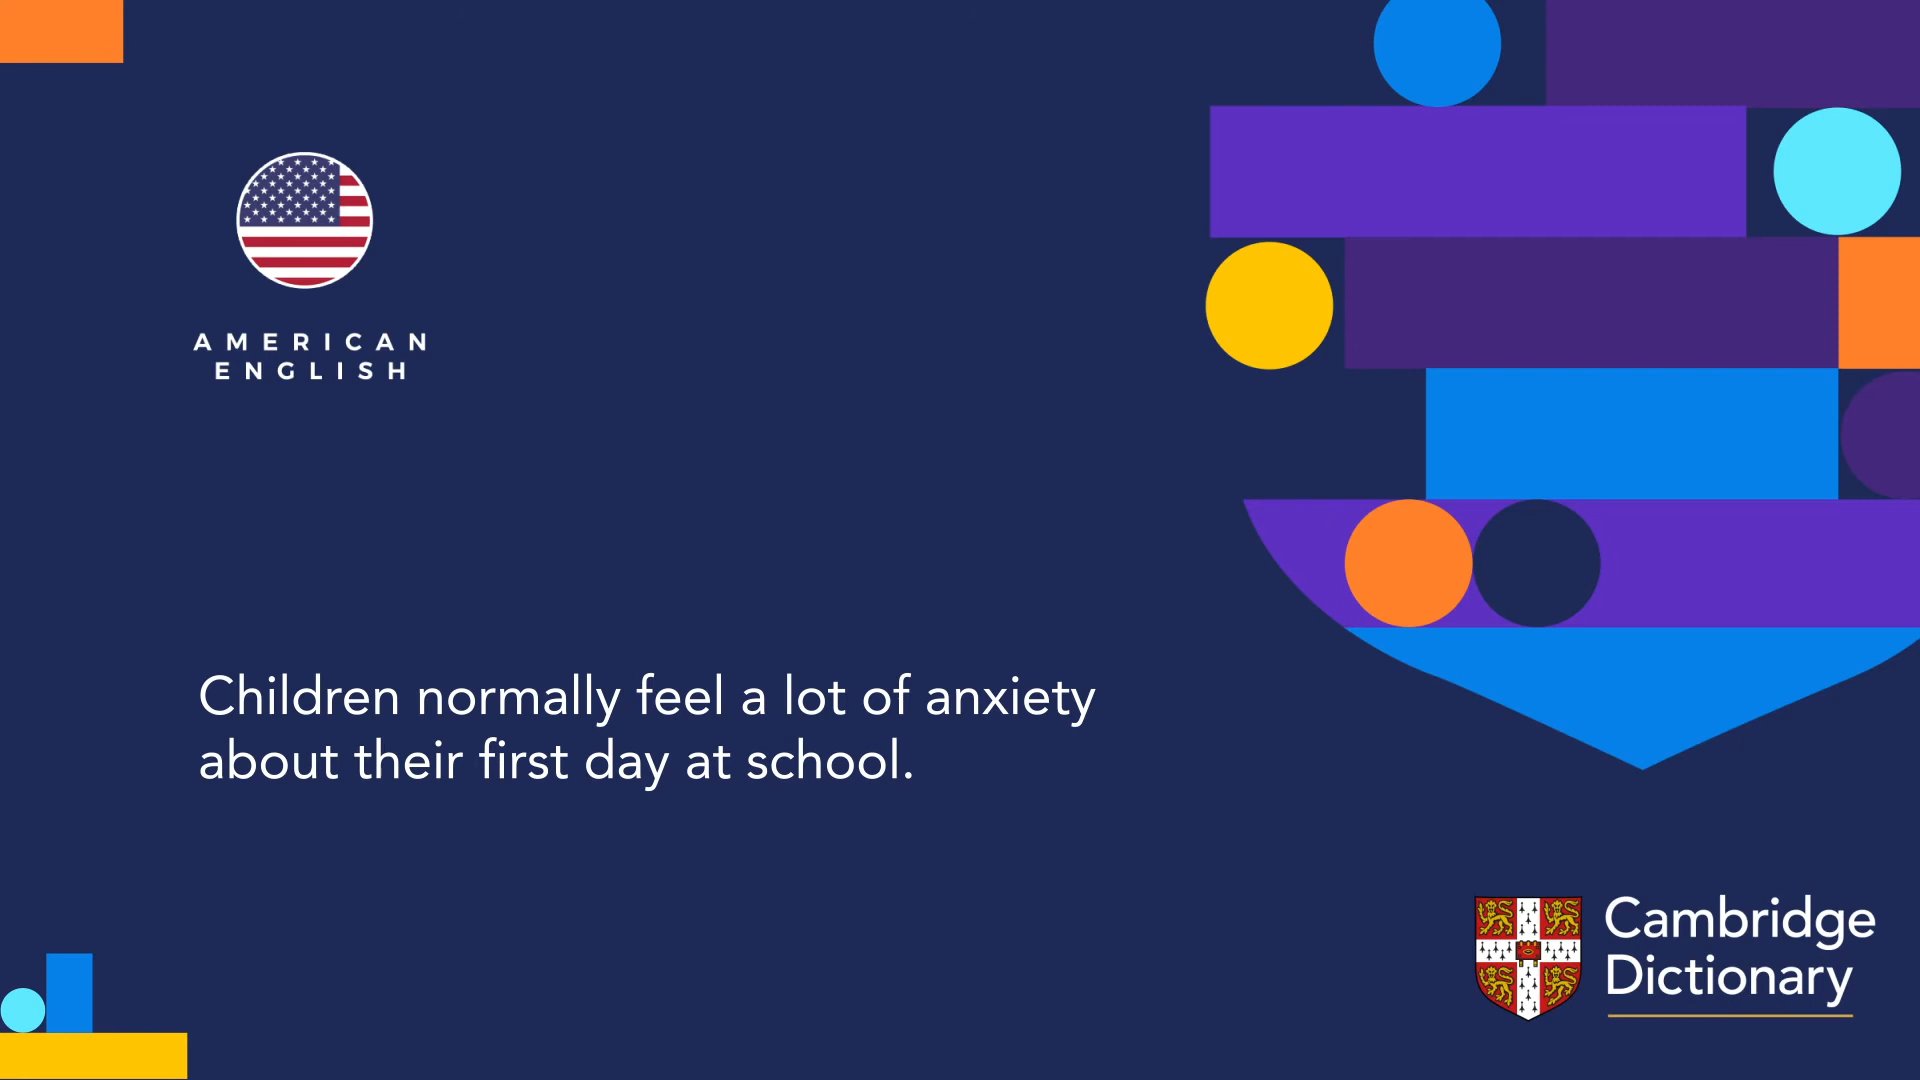 AMERICAN
ENGLISH
Children normally feel a lot of anxiety
about their first day at school.
Cambridge
Dictionary